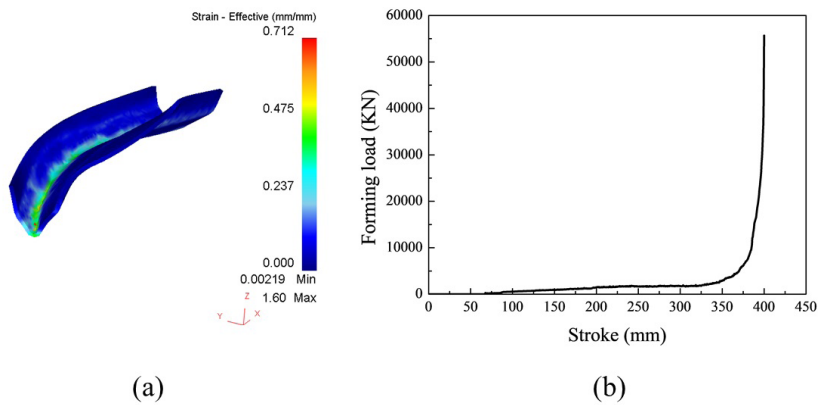 Strain - Effective (mm/mm)
0.712
0.475
0.237
0.000
0.00219 Min
1.60 Max
Z
Y X
(a)
60000
50000
40000
30000
20000
10000
0
Forming load (KN)
0 50 100 150 200 250 300 350 400 450
Stroke (mm)
(b)